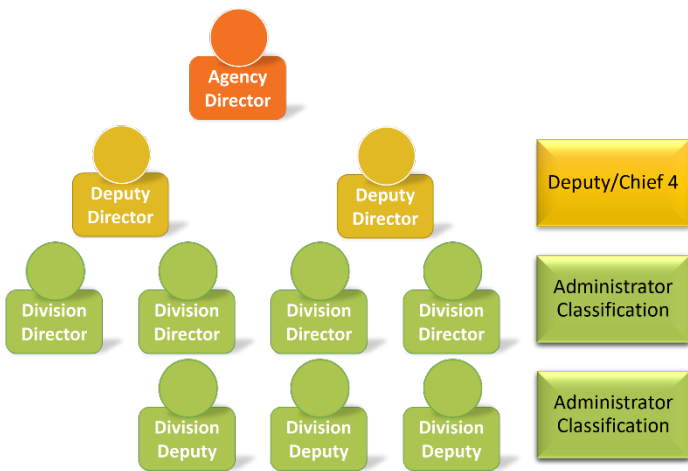 Agency
Director
Deputy
Director
Deputy
Director
Deputy/Chief 4
Division
Director
Division
Director
Division
Director
Division
Director
Administrator
Classification
Division
Deputy
Division
Deputy
Division
Deputy
Administrator
Classification